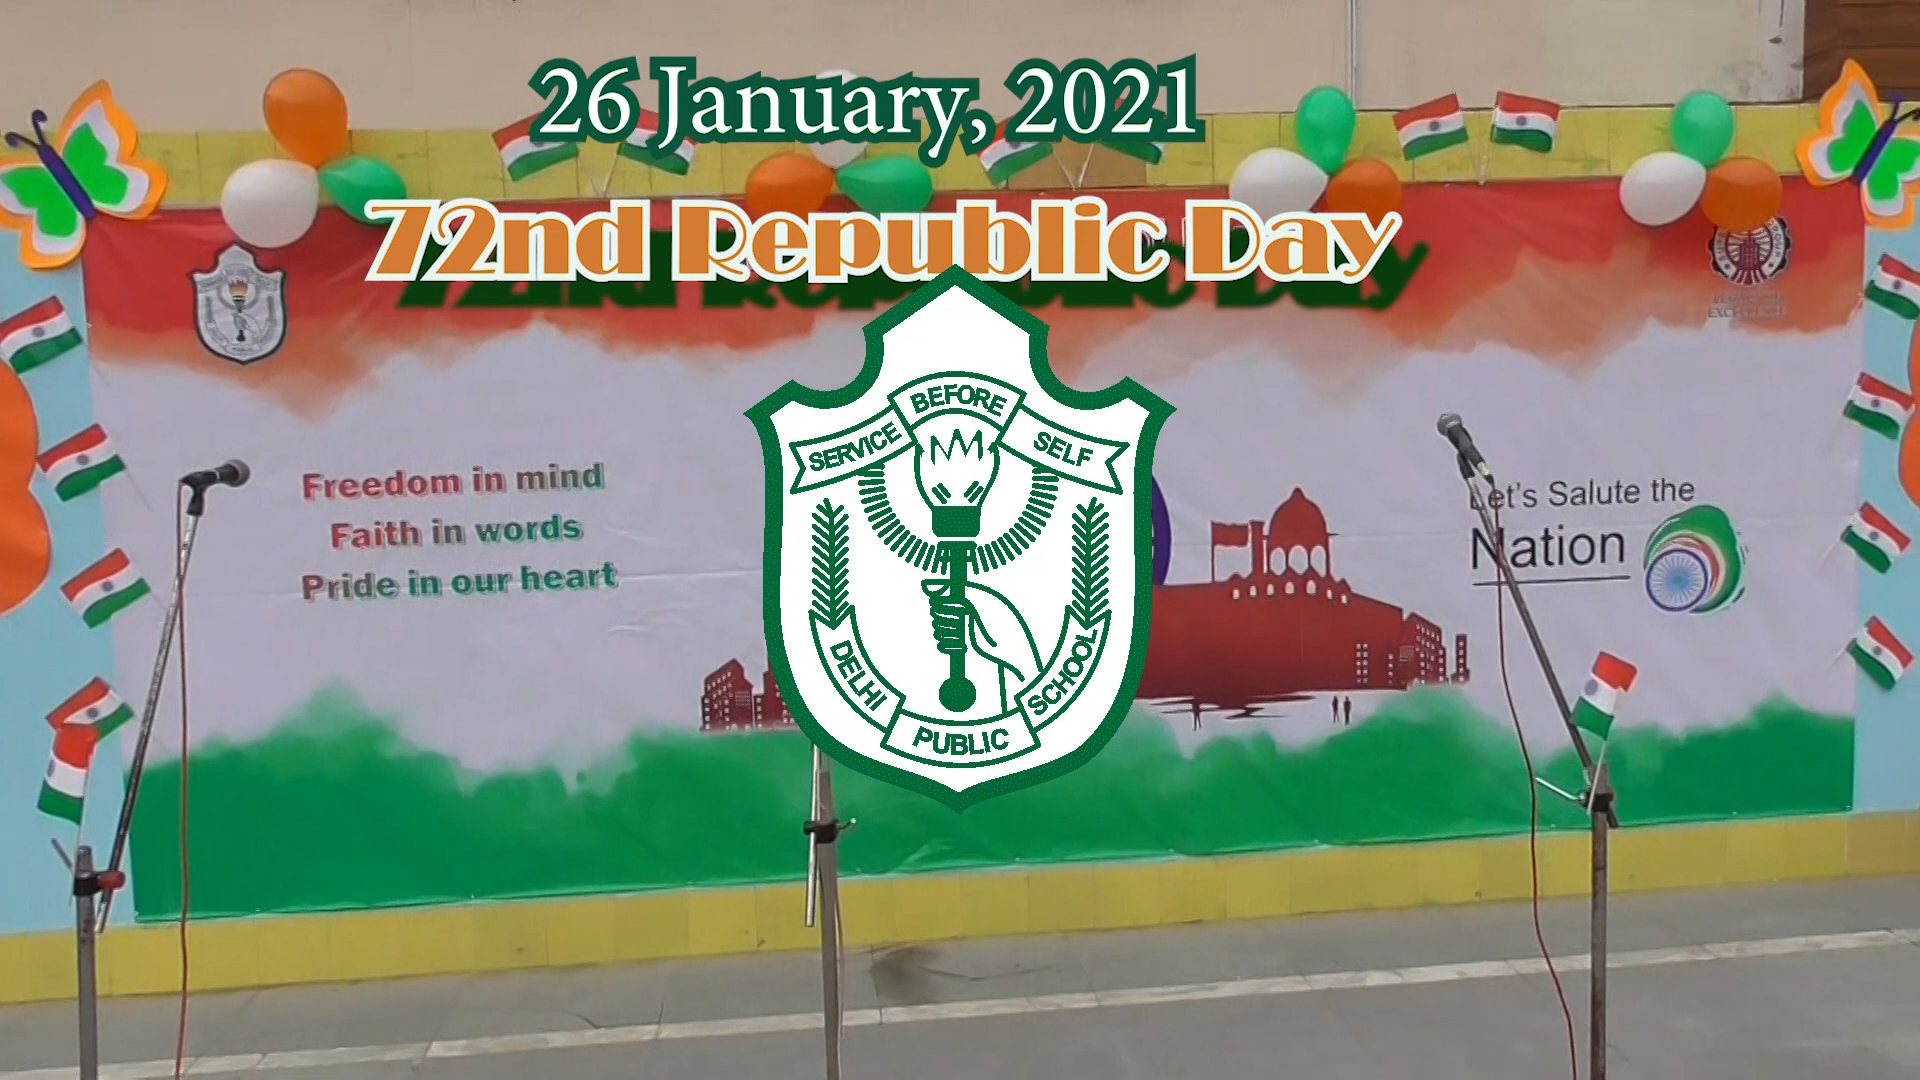 26 January, 2021
72nd Republic Day
SERVICE BEFORE SELF
DELHI PUBLIC SCHOOL
Freedom in mind
Faith in words
Pride in our heart
Let's Salute the
Nation